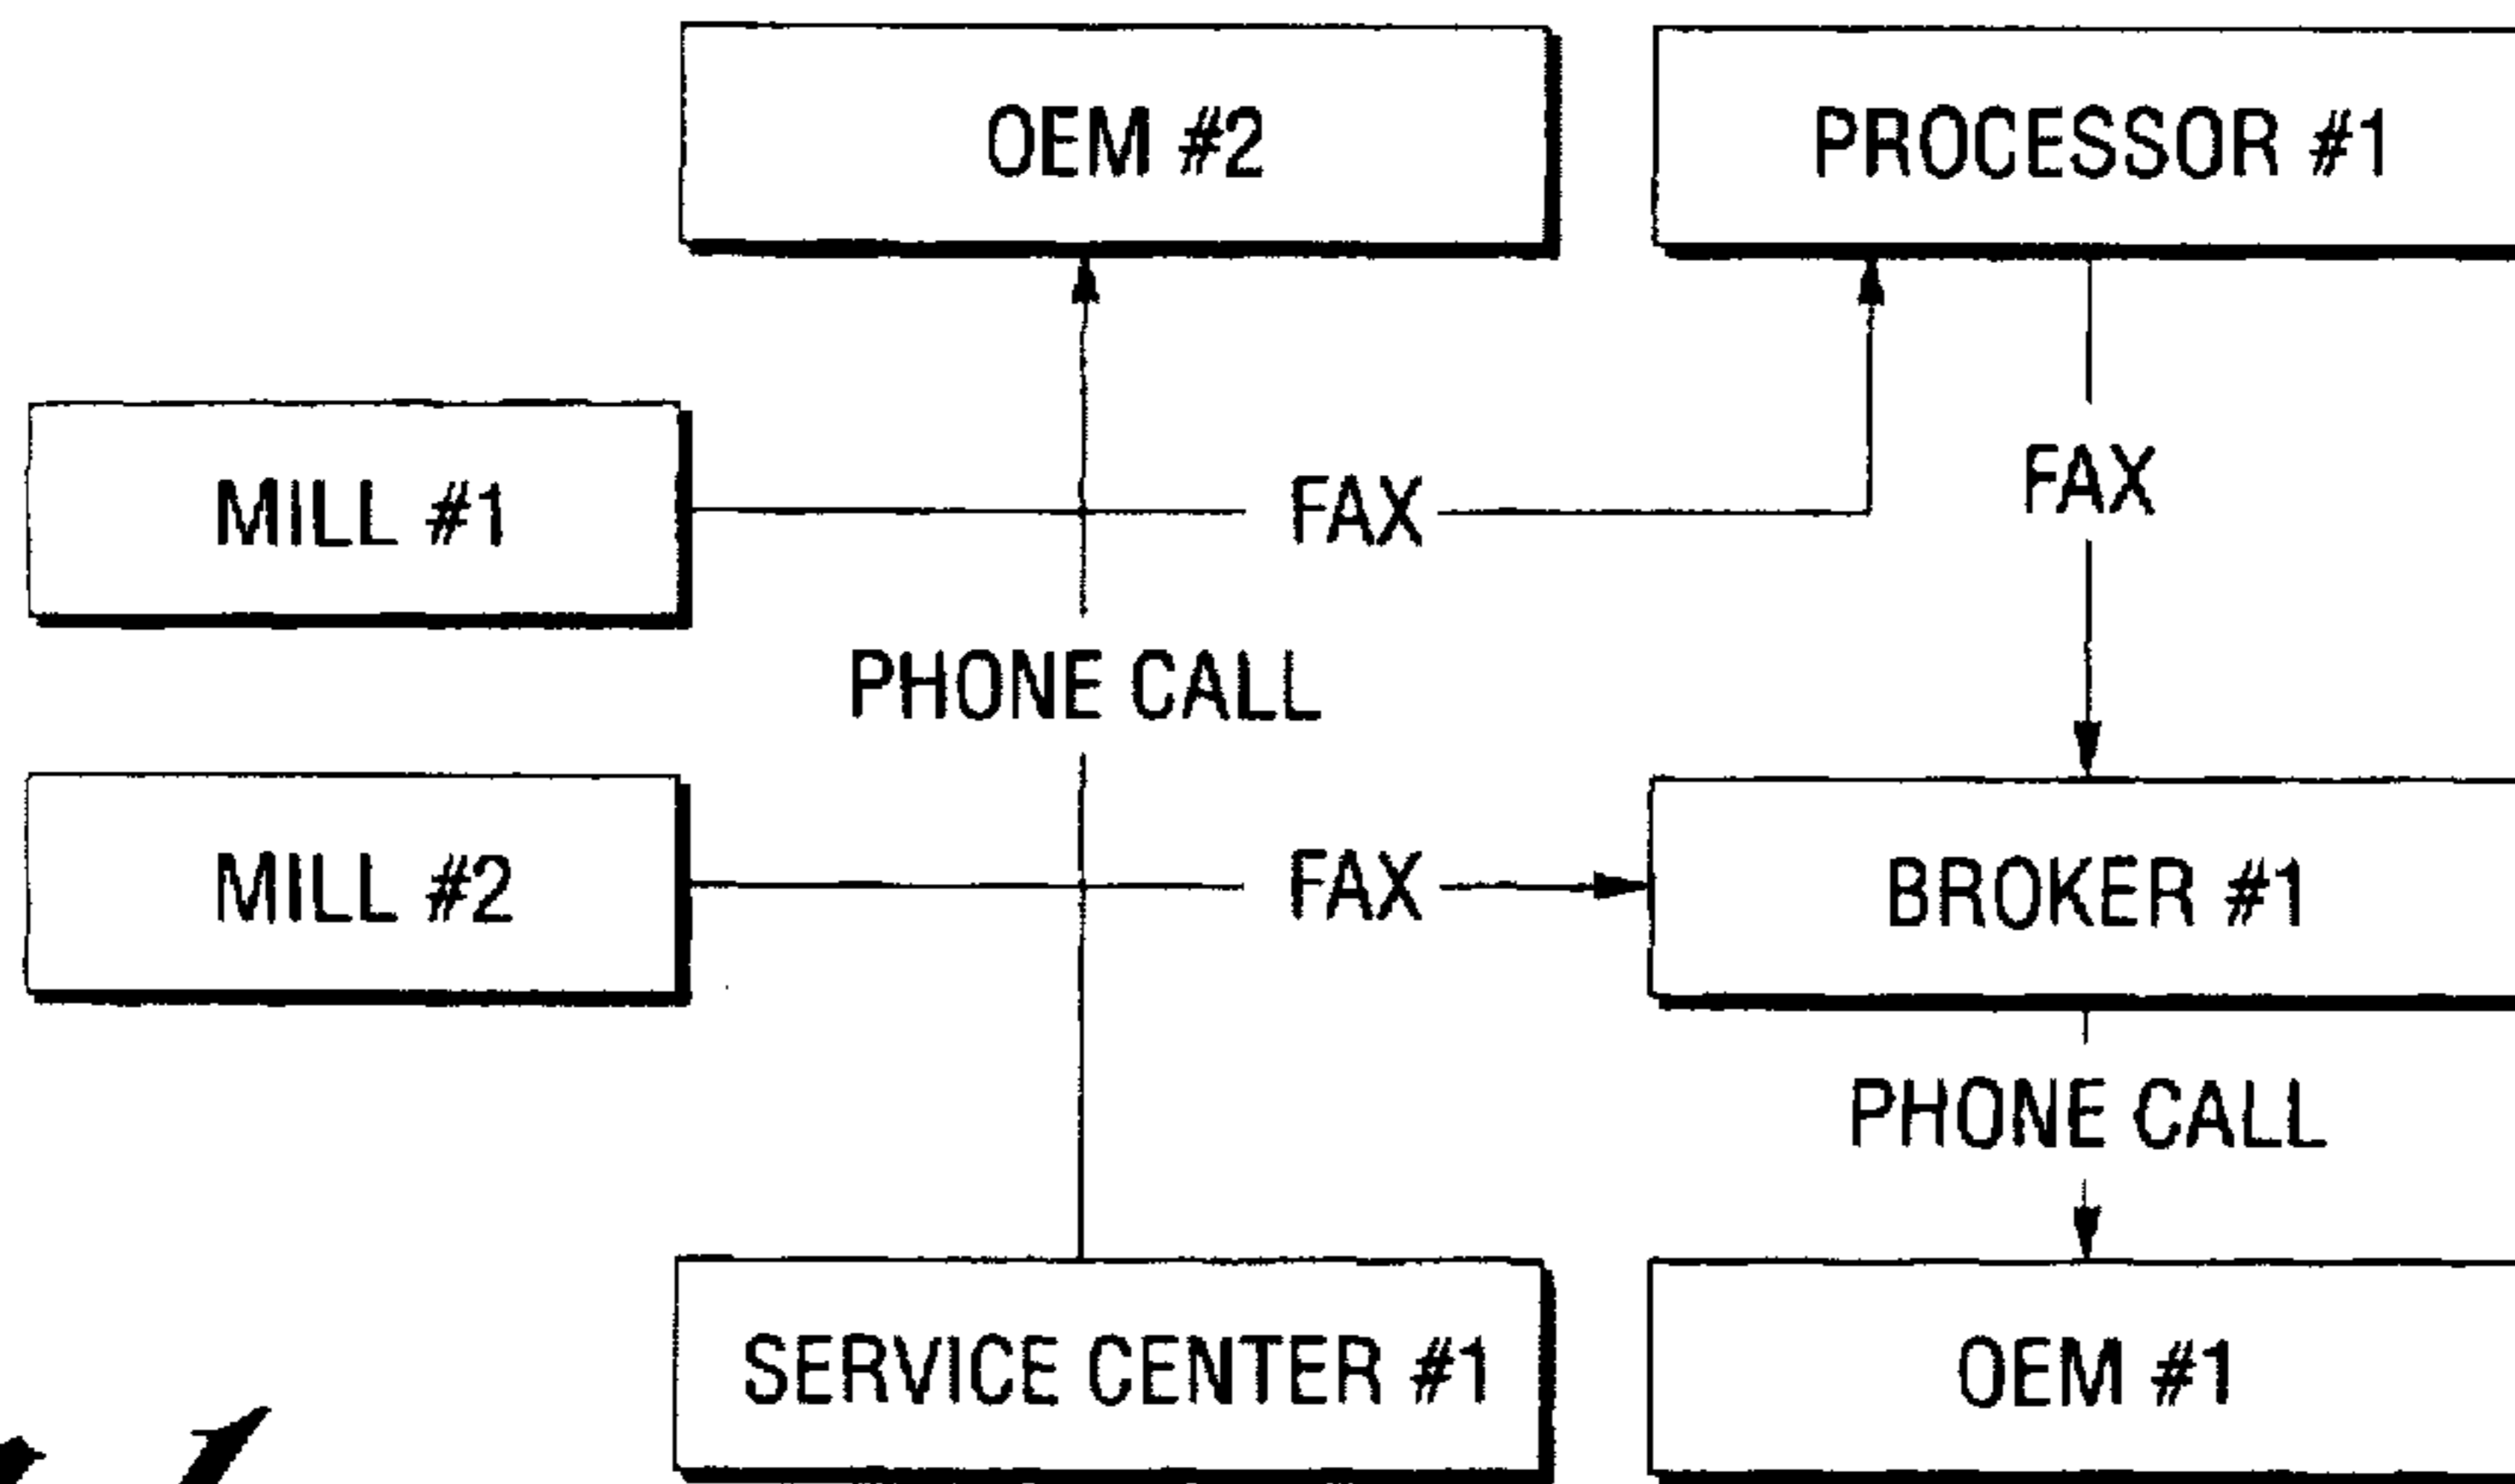 OEM #2
PROCESSOR #1
MILL #1
FAX
FAX
PHONE CALL
MILL #2
FAX
BROKER #1
PHONE CALL
SERVICE CENTER #1
OEM #1